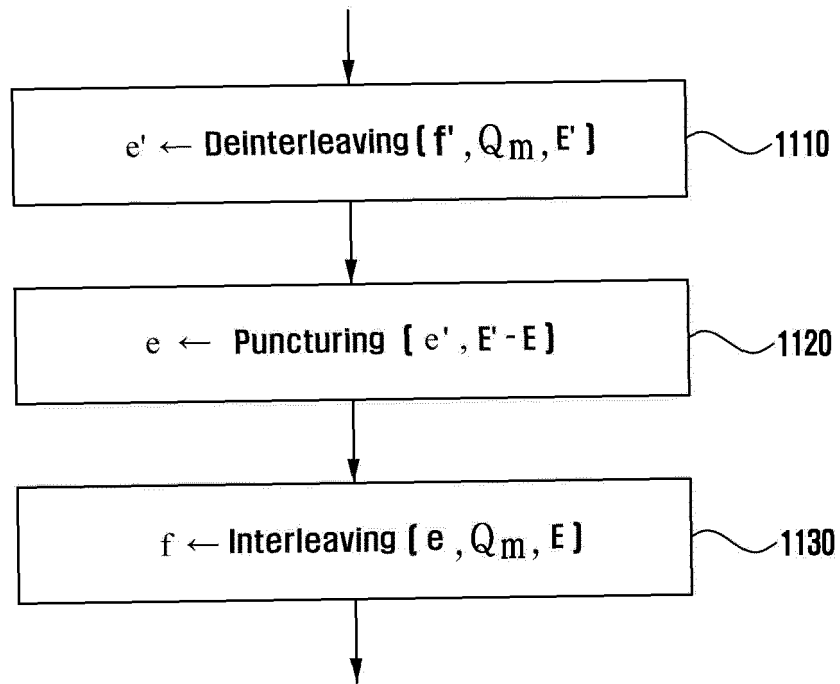 e' ← Deinterleaving(f', Qm, E')
1110
e ← Puncturing (e', E'-E)
1120
f ← Interleaving (e, Qm, E)
1130